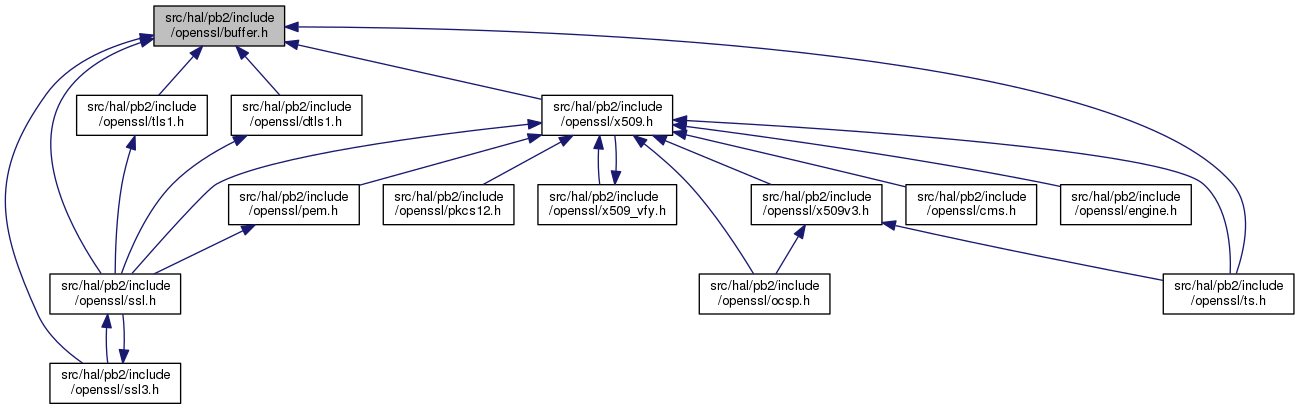 src/hal/pb2/include
/openssl/buffer.h
src/hal/pb2/include
/openssl/tls1.h
src/hal/pb2/include
/openssl/dtls1.h
src/hal/pb2/include
/openssl/x509.h
src/hal/pb2/include
/openssl/pem.h
src/hal/pb2/include
/openssl/pkcs12.h
src/hal/pb2/include
/openssl/x509_vfy.h
src/hal/pb2/include
/openssl/x509v3.h
src/hal/pb2/include
/openssl/cms.h
src/hal/pb2/include
/openssl/engine.h
src/hal/pb2/include
/openssl/ssl.h
src/hal/pb2/include
/openssl/ocsp.h
src/hal/pb2/include
/openssl/ts.h
src/hal/pb2/include
/openssl/ssl3.h